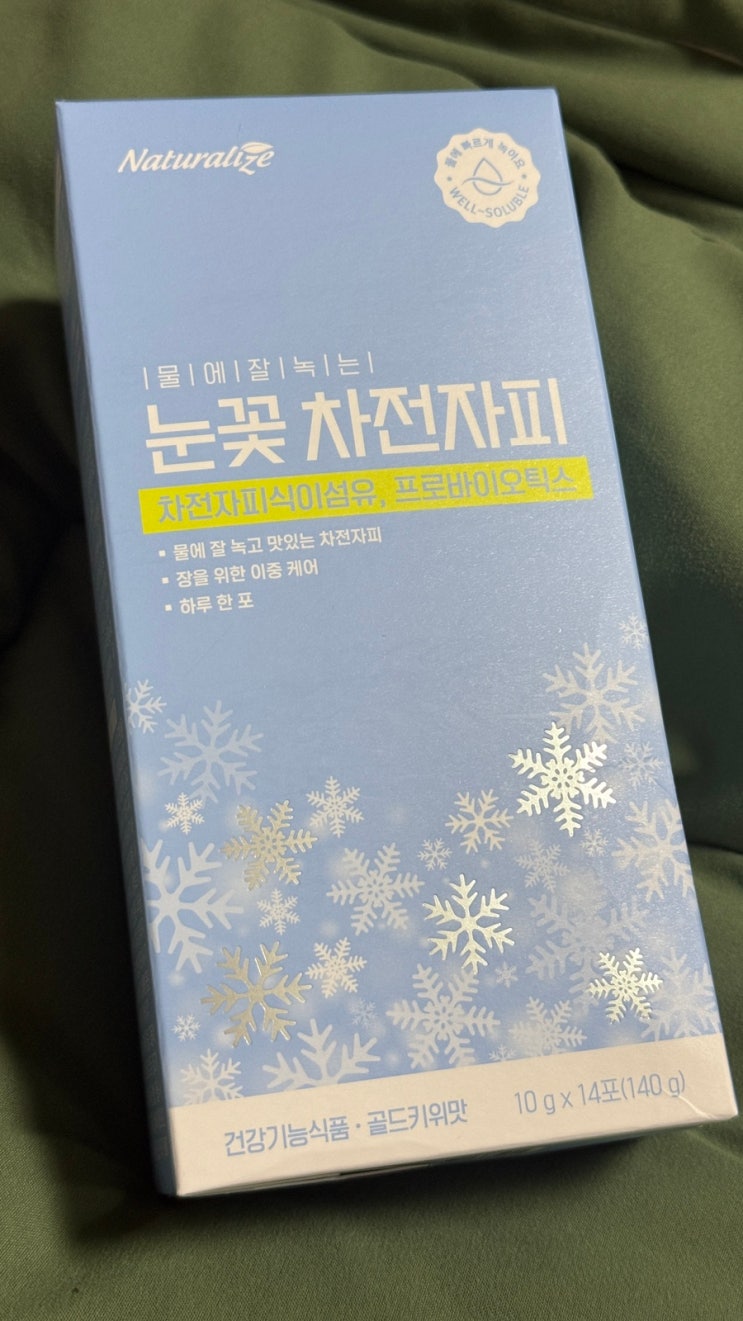 Naturalize
물에 빠르게 녹아요
WELL-SOLUBLE
|물|에|잘|녹|는|
눈꽃 차전자피
차전자피식이섬유, 프로바이오틱스
▪ 물에 잘 녹고 맛있는 차전자피
▪ 장을 위한 이중 케어
▪ 하루 한 포
건강기능식품 · 골드키위맛
10 g x 14포(140 g)